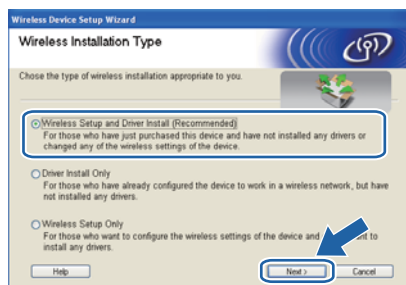 Wireless Device Setup Wizard
Wireless Installation Type
Chose the type of wireless installation appropriate to you.
Wireless Setup and Driver Install (Recommended)
For those who have just purchased this device and have not installed any drivers or
changed any of the wireless settings of the device.
Driver Install Only
For those who have already configured the device to work in a wireless network, but have
not installed any drivers.
Wireless Setup Only
For those who want to configure the wireless settings of the device and to
install any drivers.
Help
Next >
Cancel